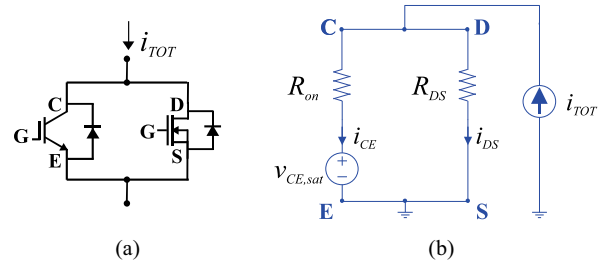 i_TOT
C
D
G
G
E
S
(a)
C
D
R_on
R_DS
i_TOT
i_CE
i_DS
+
v_CE,sat
−
E
S
(b)